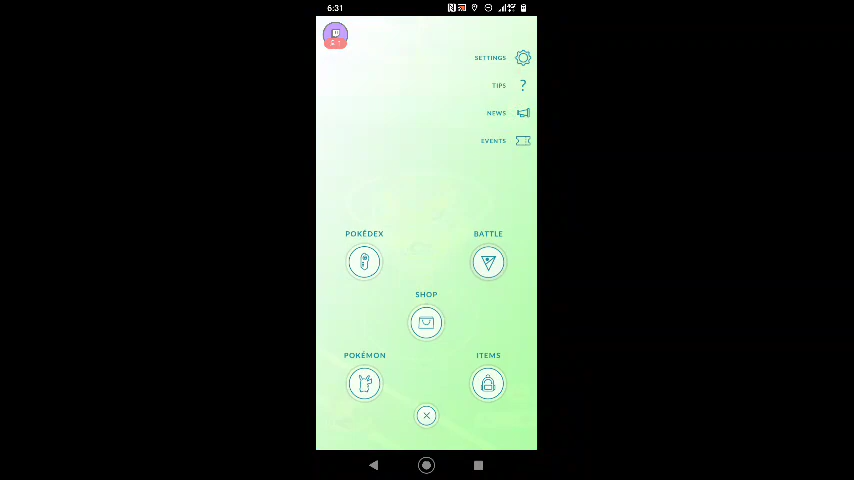 6:31
SETTINGS
TIPS ?
NEWS
EVENTS
POKÉDEX
BATTLE
SHOP
POKÉMON
ITEMS